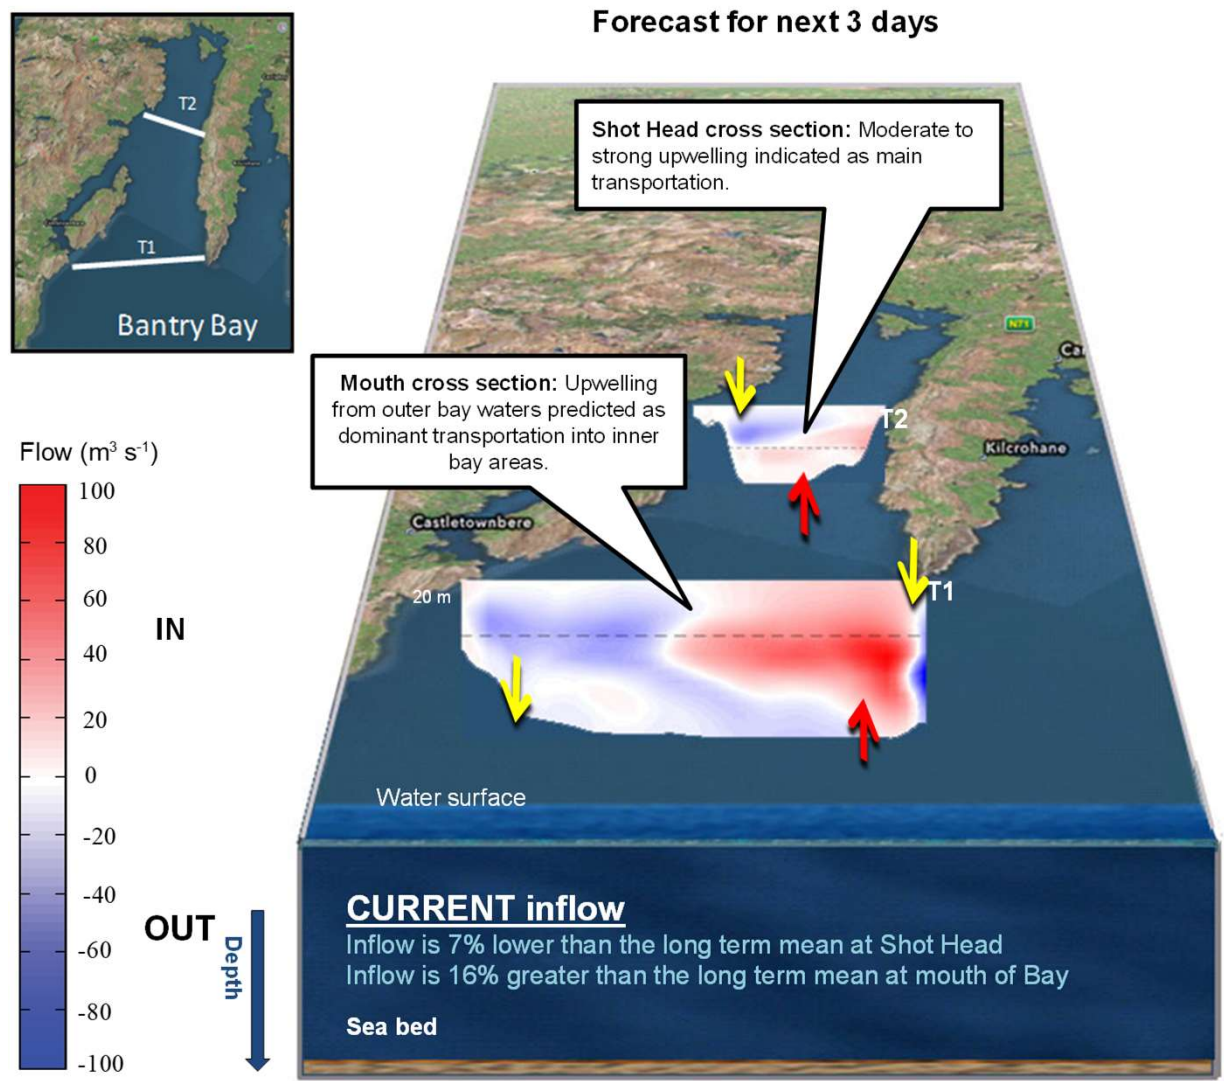 Forecast for next 3 days
T2
T1
Bantry Bay
Shot Head cross section: Moderate to
strong upwelling indicated as main
transportation.
N71
Mouth cross section: Upwelling
from outer bay waters predicted as
dominant transportation into inner
bay areas.
T2
Kilcrohane
Castletownbere
20 m
T1
Flow (m³ s⁻¹)
100
80
60
40
20
0
-20
-40
-60
-80
-100
IN
OUT
Depth
Water surface
CURRENT inflow
Inflow is 7% lower than the long term mean at Shot Head
Inflow is 16% greater than the long term mean at mouth of Bay
Sea bed